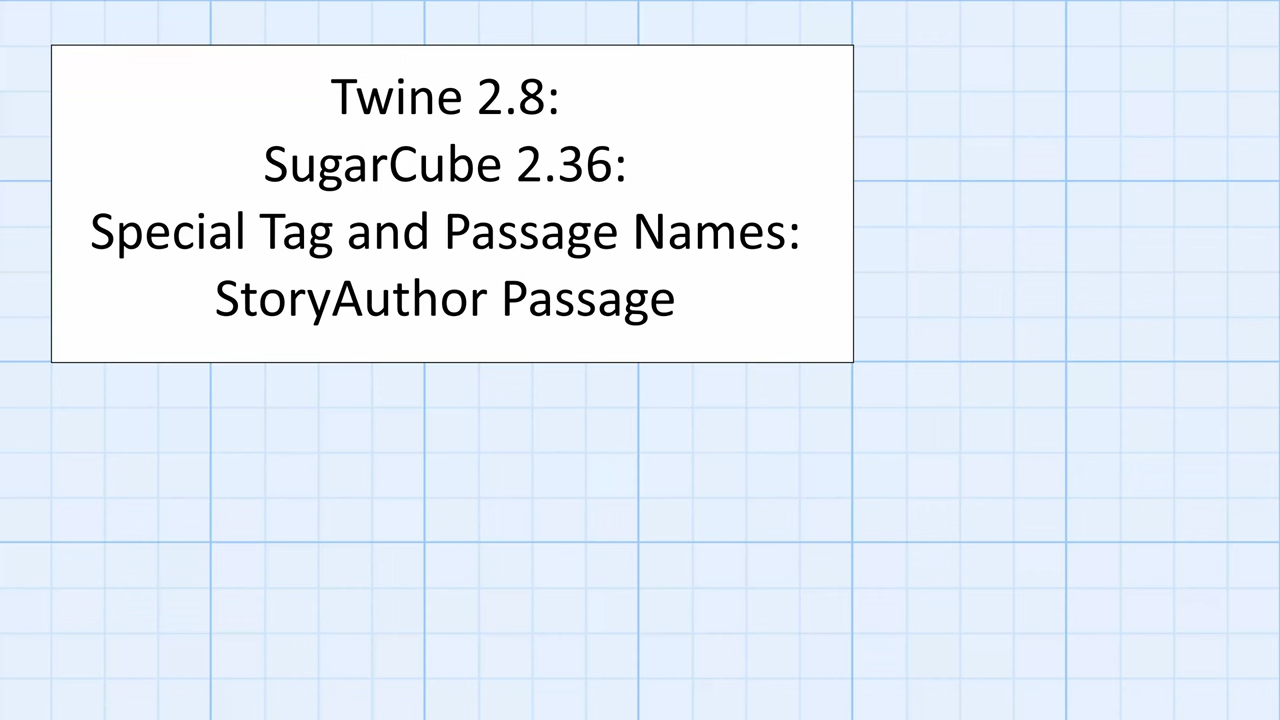 Twine 2.8:
SugarCube 2.36:
Special Tag and Passage Names:
StoryAuthor Passage